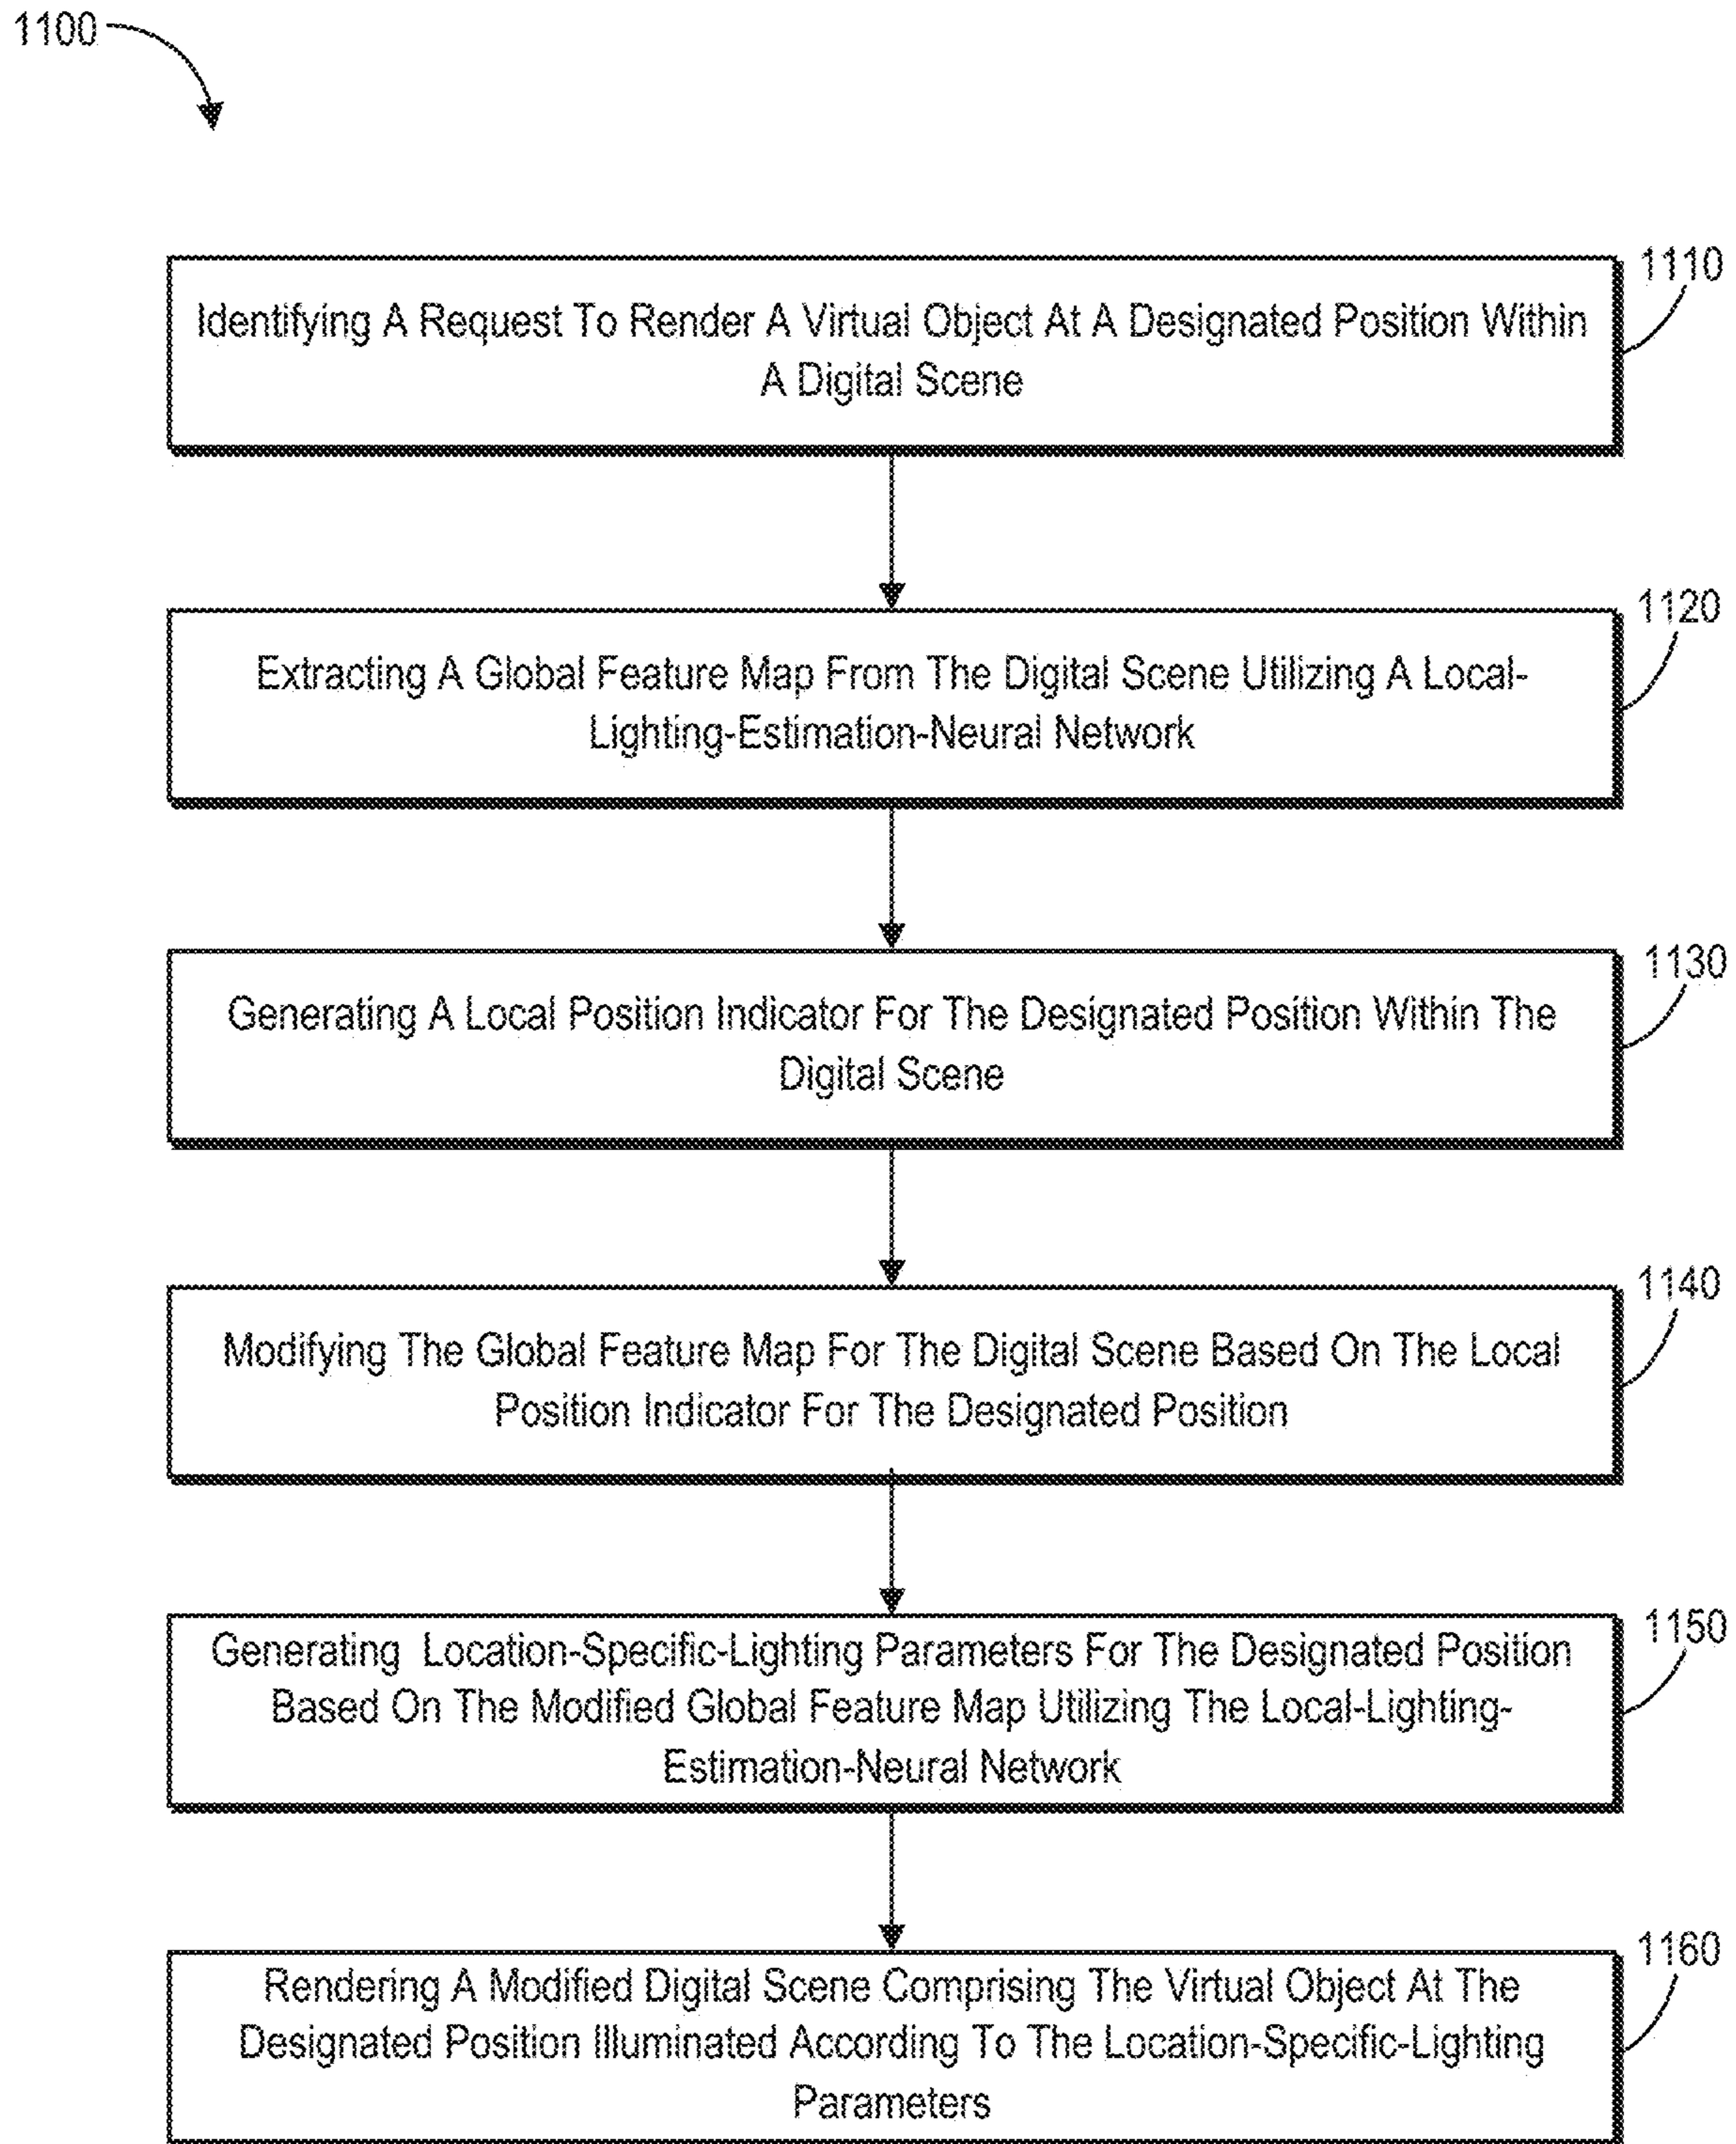 1100
1110
Identifying A Request To Render A Virtual Object At A Designated Position Within
A Digital Scene
1120
Extracting A Global Feature Map From The Digital Scene Utilizing A Local-
Lighting-Estimation-Neural Network
1130
Generating A Local Position Indicator For The Designated Position Within The
Digital Scene
1140
Modifying The Global Feature Map For The Digital Scene Based On The Local
Position Indicator For The Designated Position
1150
Generating Location-Specific-Lighting Parameters For The Designated Position
Based On The Modified Global Feature Map Utilizing The Local-Lighting-
Estimation-Neural Network
1160
Rendering A Modified Digital Scene Comprising The Virtual Object At The
Designated Position Illuminated According To The Location-Specific-Lighting
Parameters